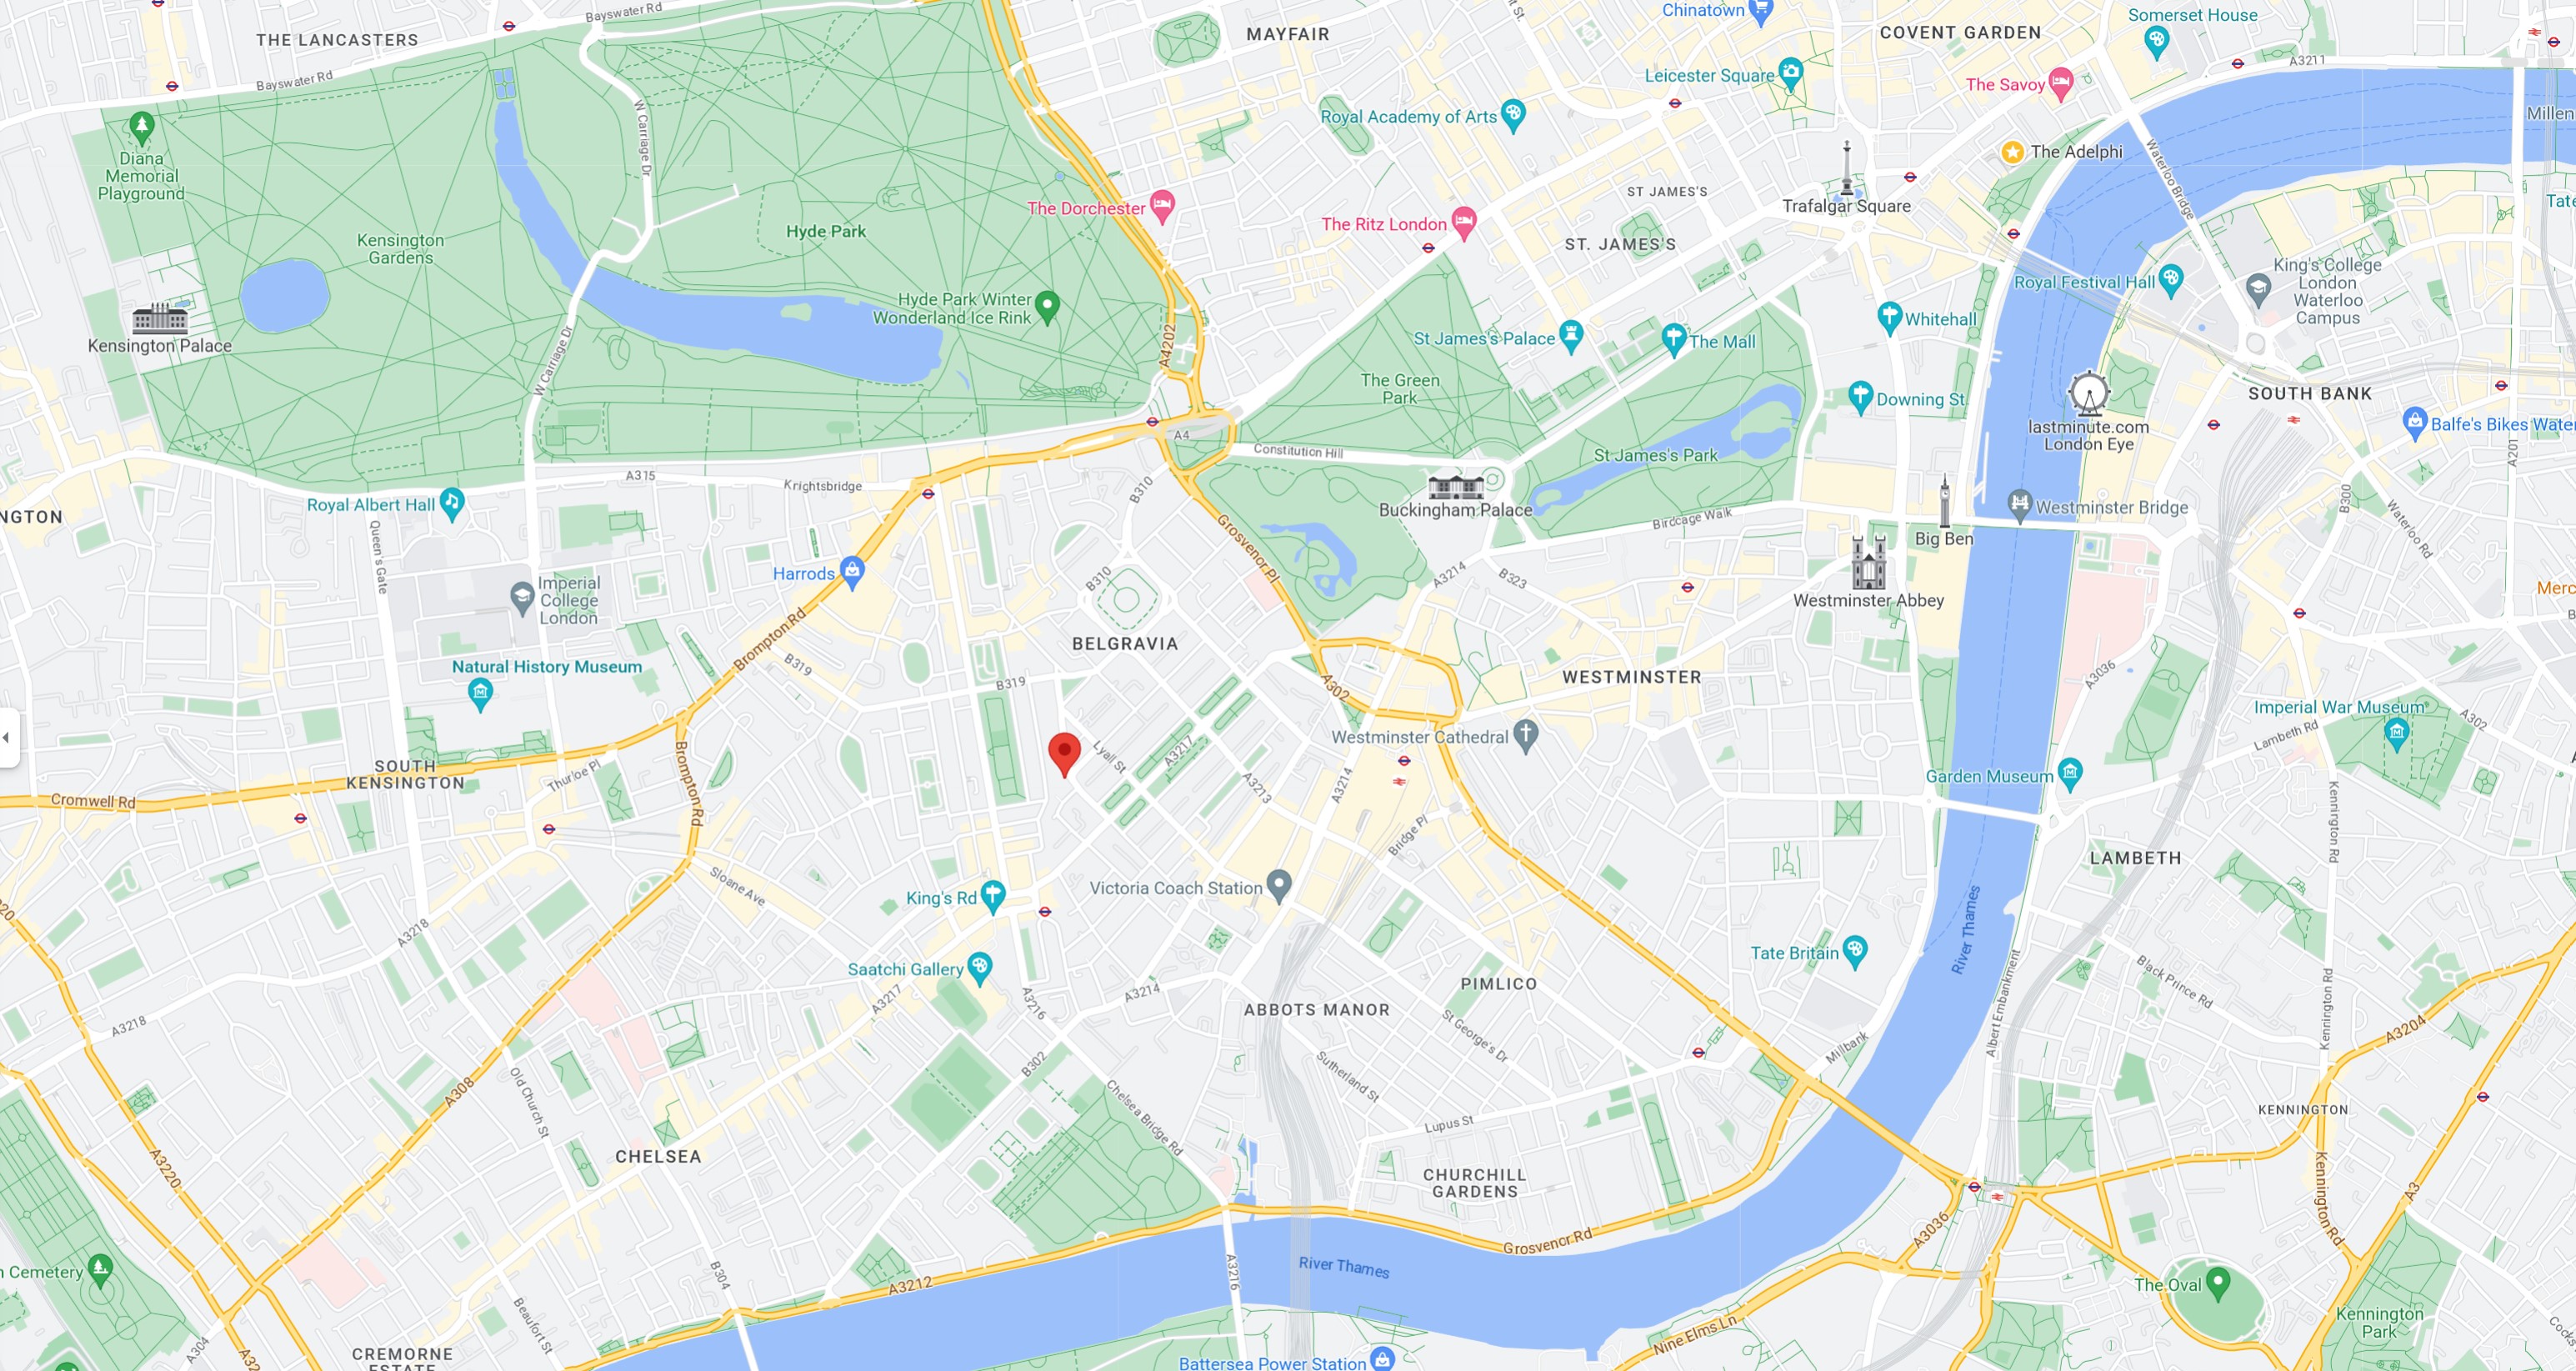 Bayswater Rd
THE LANCASTERS
Bayswater Rd
MAYFAIR
Chinatown
COVENT GARDEN
Somerset House
A3211
Leicester Square
The Savoy
Royal Academy of Arts
W Carriage Dr
Diana
Memorial
Playground
The Adelphi
Waterloo Bridge
ST JAMES'S
Trafalgar Square
The Dorchester
The Ritz London
Kensington
Gardens
Hyde Park
ST. JAMES'S
King's College
London
Waterloo
Campus
Royal Festival Hall
Hyde Park Winter
Wonderland Ice Rink
Whitehall
Kensington Palace
W Carriage Dr
A4202
St James's Palace
The Mall
The Green
Park
Downing St
SOUTH BANK
lastminute.com
London Eye
Balfe's Bikes Water
A201
A4
Constitution Hill
St James's Park
A315
Knightsbridge
B310
Royal Albert Hall
NGTON
Queen's Gate
Buckingham Palace
Birdcage Walk
Westminster Bridge
B300
Waterloo Rd
Big Ben
Grosvenor Pl
Harrods
Imperial
College
London
B310
A3214
B323
Westminster Abbey
Merc
Brompton Rd
BELGRAVIA
B319
B319
Natural History Museum
A302
WESTMINSTER
A3036
Imperial War Museum
Lambeth Rd
A302
Westminster Cathedral
Lyall St
A3217
A3213
A3214
SOUTH
KENSINGTON
Thurloe Pl
Brompton Rd
Cromwell Rd
Garden Museum
Kennington Rd
Bridge Pl
LAMBETH
Sloane Ave
King's Rd
Victoria Coach Station
A3218
River Thames
Tate Britain
Saatchi Gallery
A3217
A3216
A3214
PIMLICO
ABBOTS MANOR
Black Prince Rd
Albert Embankment
Kennington Rd
A3218
St George's Dr
Millbank
A3204
B302
Sutherland St
A308
Old Church St
Chelsea Bridge Rd
Lupus St
KENNINGTON
CHELSEA
A3220
CHURCHILL
GARDENS
Kennington Rd
A3
Grosvenor Rd
A3036
River Thames
A3216
B304
A3212
Cemetery
The Oval
Kennington
Park
Beaufort St
A304
Nine Elms Ln
CREMORNE
ESTATE
Battersea Power Station